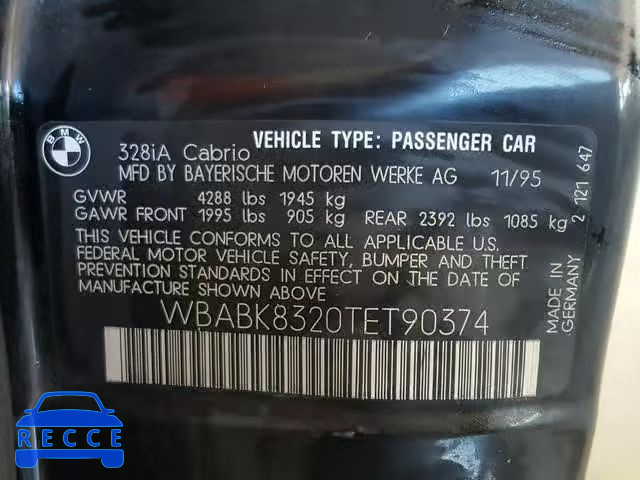 BMW
328iA Cabrio VEHICLE TYPE: PASSENGER CAR
MFD BY BAYERISCHE MOTOREN WERKE AG 11/95
GVWR 4288 lbs 1945 kg
GAWR FRONT 1995 lbs 905 kg REAR 2392 lbs 1085 kg
THIS VEHICLE CONFORMS TO ALL APPLICABLE U.S.
FEDERAL MOTOR VEHICLE SAFETY, BUMPER AND THEFT
PREVENTION STANDARDS IN EFFECT ON THE DATE OF
MANUFACTURE SHOWN ABOVE
WBABK8320TET90374
2 121 647
MADE IN
GERMANY
RECCE